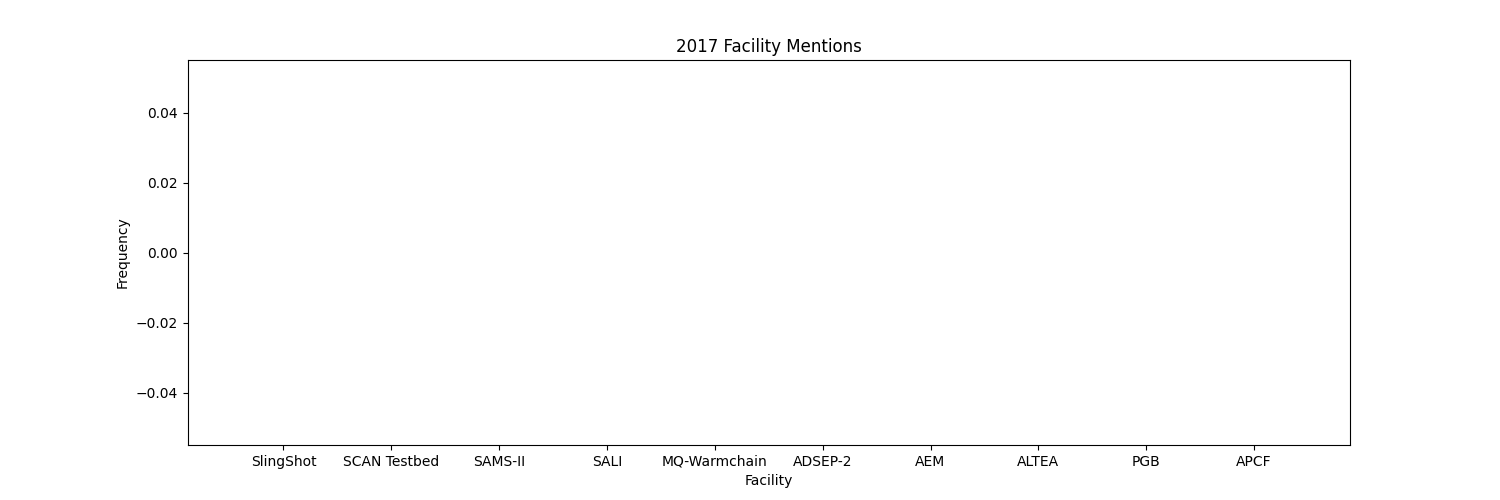 2017 Facility Mentions
0.04
0.02
0.00
−0.02
−0.04
Frequency
SlingShot SCAN Testbed SAMS-II SALI MQ-Warmchain ADSEP-2 AEM ALTEA PGB APCF
Facility